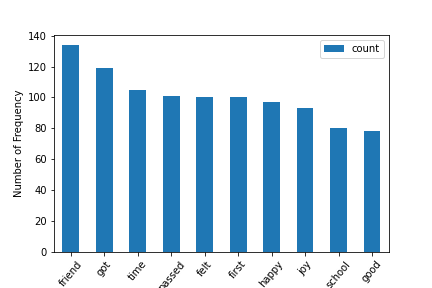 140
120
100
80
60
40
20
0
Number of Frequency
count
friend
got
time
passed
felt
first
happy
joy
school
good